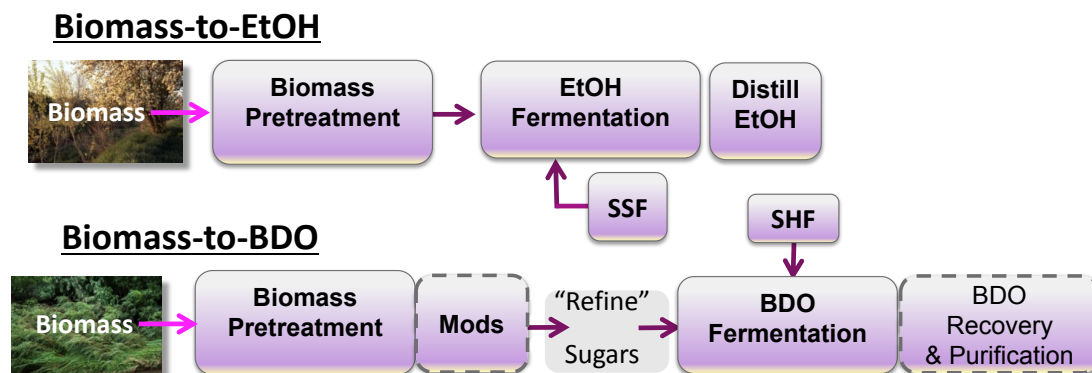 Biomass-to-EtOH
Biomass
Biomass
Pretreatment
EtOH
Fermentation
Distill
EtOH
SSF
SHF
Biomass-to-BDO
Biomass
Biomass
Pretreatment
Mods
“Refine”
Sugars
BDO
Fermentation
BDO
Recovery
& Purification